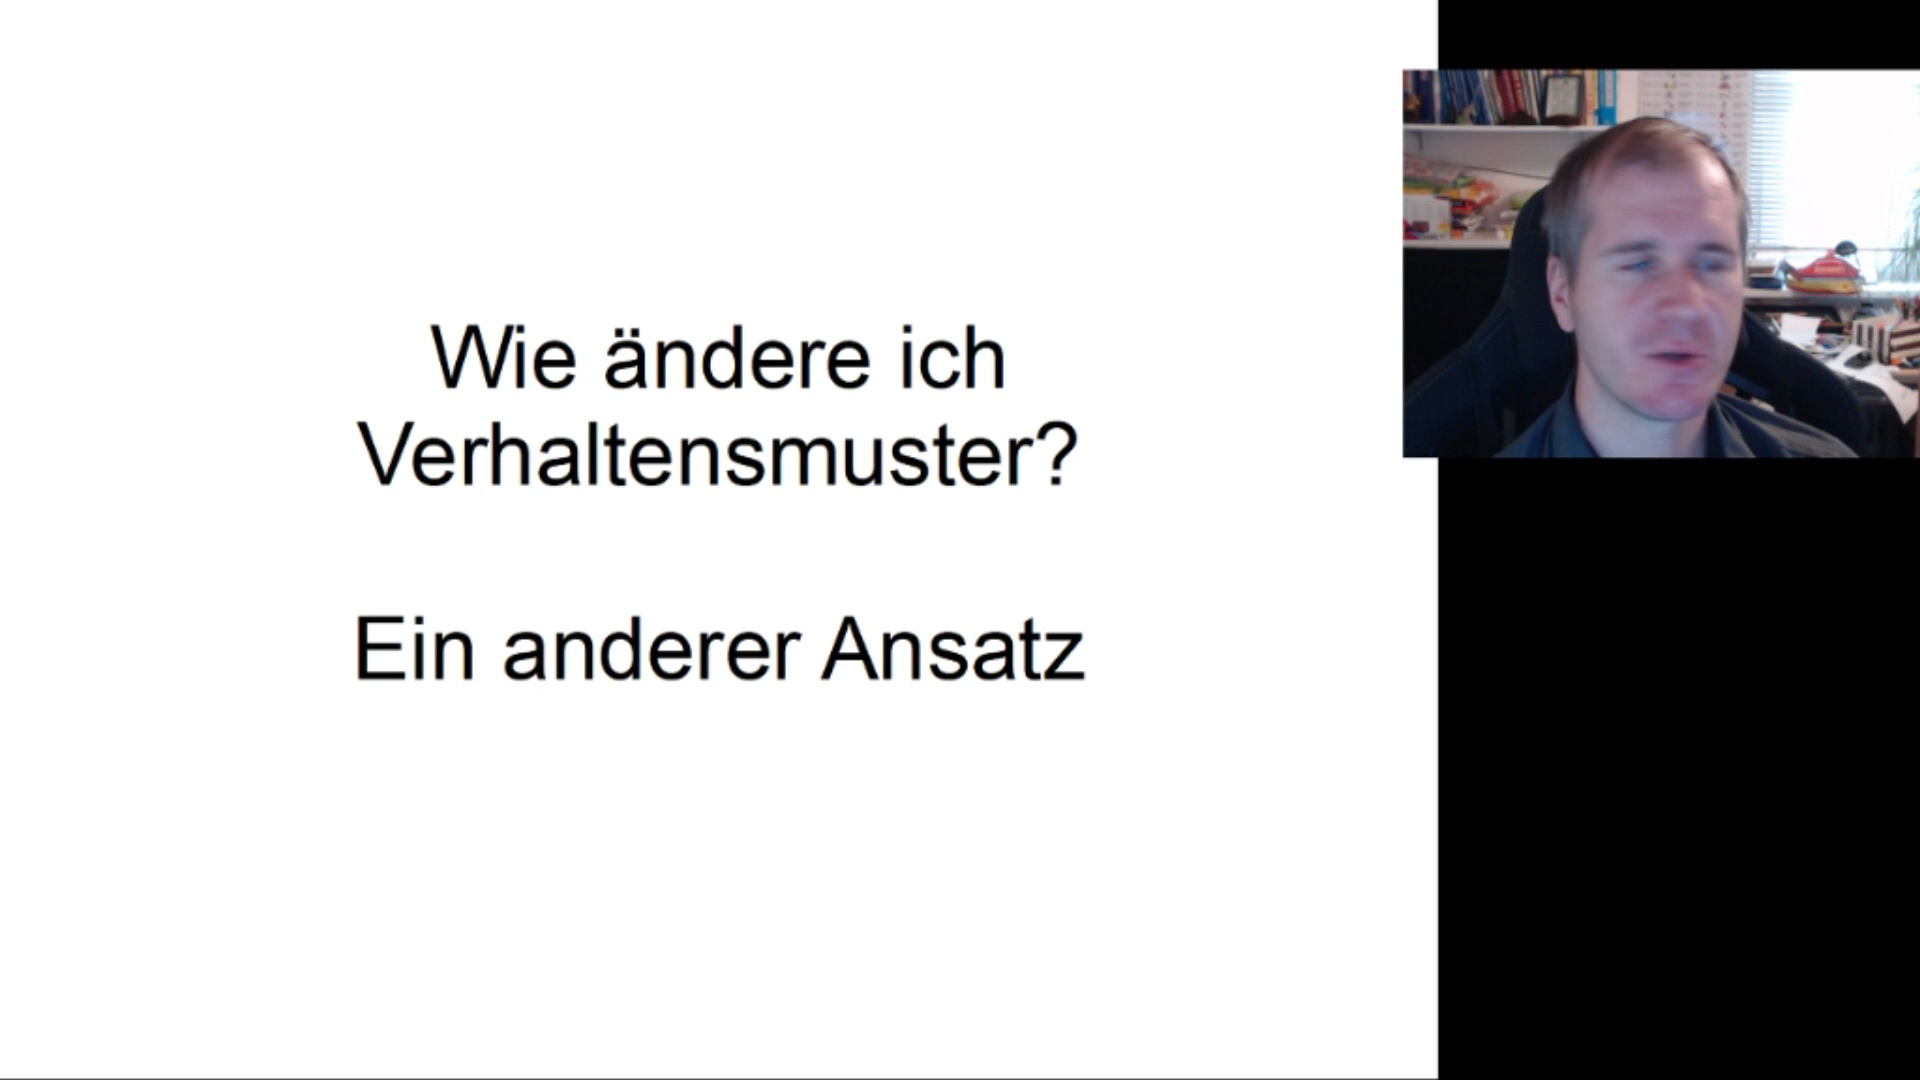 Wie ändere ich
Verhaltensmuster?
Ein anderer Ansatz